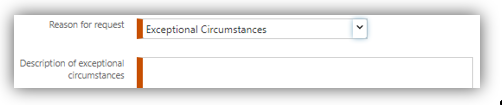 Reason for request
Exceptional Circumstances
Description of exceptional
circumstances